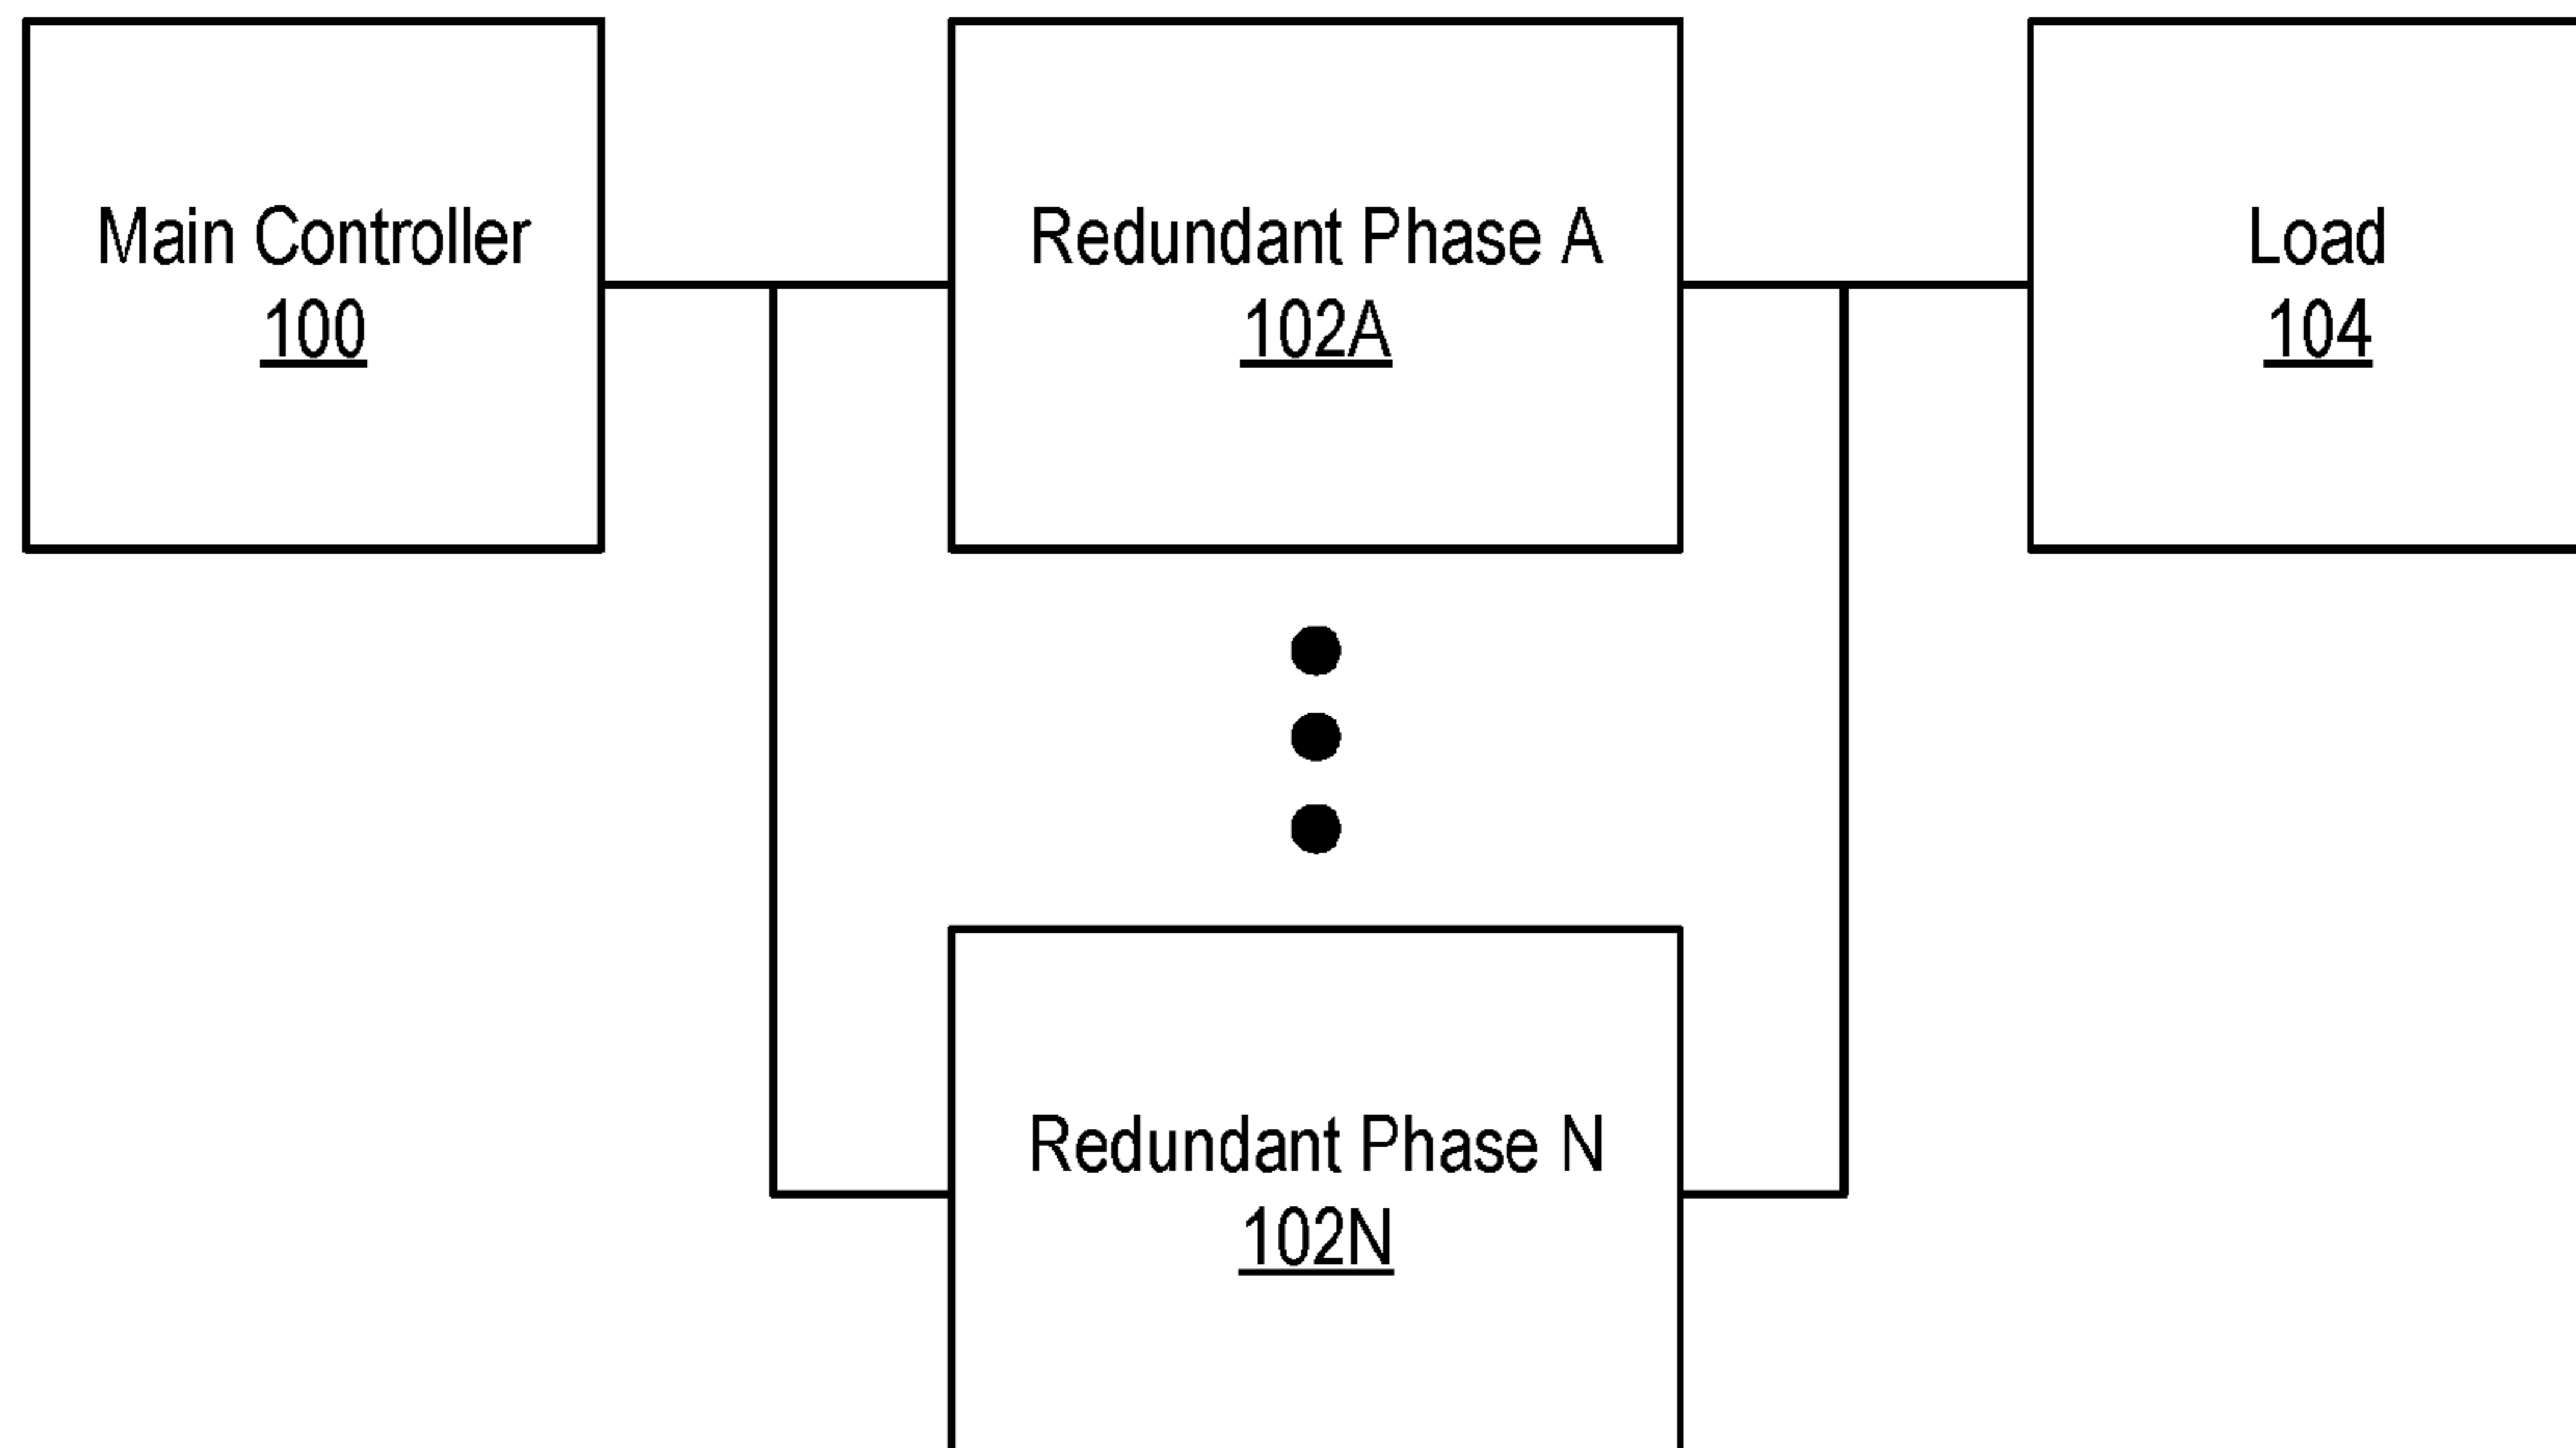 Main Controller
100
Redundant Phase A
102A
Load
104
Redundant Phase N
102N